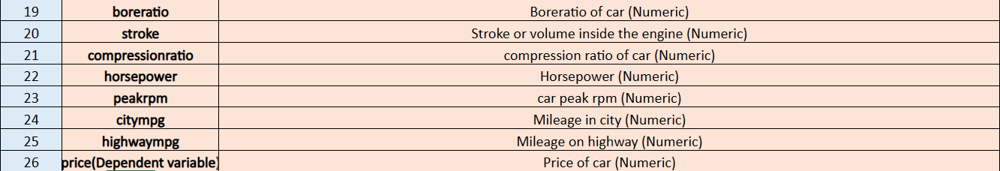 19 boreratio Boreratio of car (Numeric)
20 stroke Stroke or volume inside the engine (Numeric)
21 compressionratio compression ratio of car (Numeric)
22 horsepower Horsepower (Numeric)
23 peakrpm car peak rpm (Numeric)
24 citympg Mileage in city (Numeric)
25 highwaympg Mileage on highway (Numeric)
26 price(Dependent variable) Price of car (Numeric)